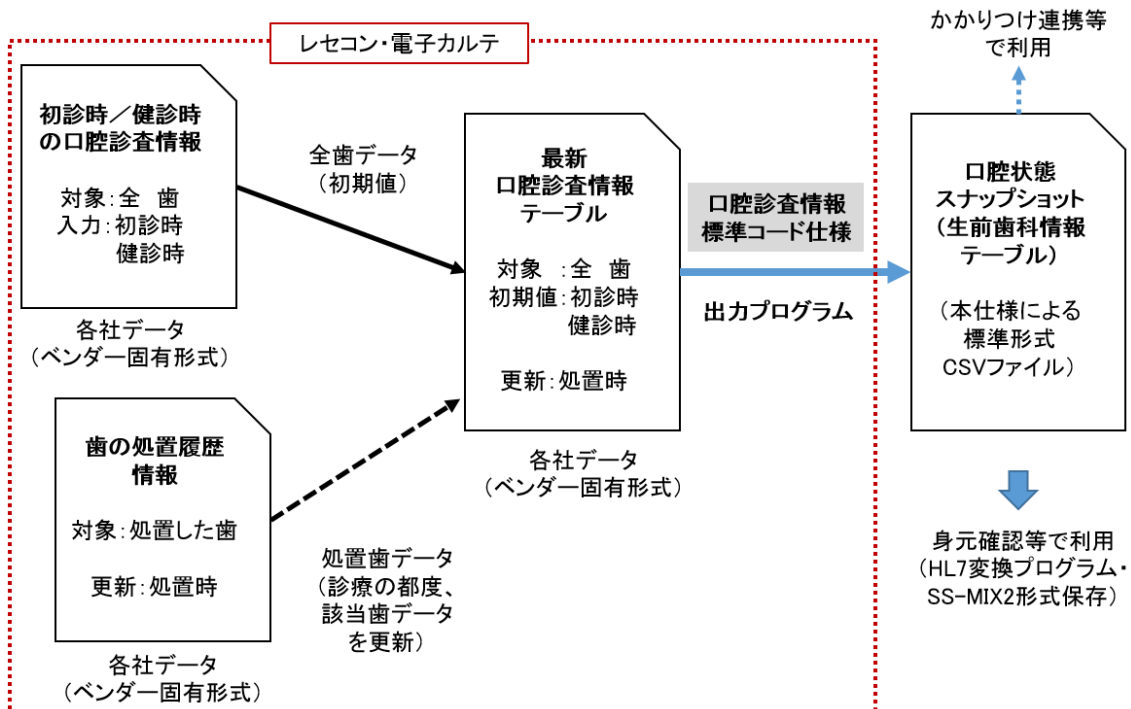 レセコン・電子カルテ
初診時／健診時
の口腔診査情報
対象：全　歯
入力：初診時
健診時
各社データ
（ベンダー固有形式）
全歯データ
（初期値）
歯の処置履歴
情報
対象：処置した歯
更新：処置時
各社データ
（ベンダー固有形式）
処置歯データ
（診療の都度、
該当歯データ
を更新）
最新
口腔診査情報
テーブル
対象　：全　歯
初期値：初診時
健診時
更新：処置時
各社データ
（ベンダー固有形式）
口腔診査情報
標準コード仕様
出力プログラム
かかりつけ連携等
で利用
口腔状態
スナップショット
（生前歯科情報
テーブル）
（本仕様による
標準形式
CSVファイル）
身元確認等で利用
（HL7変換プログラム・
SS-MIX2形式保存）